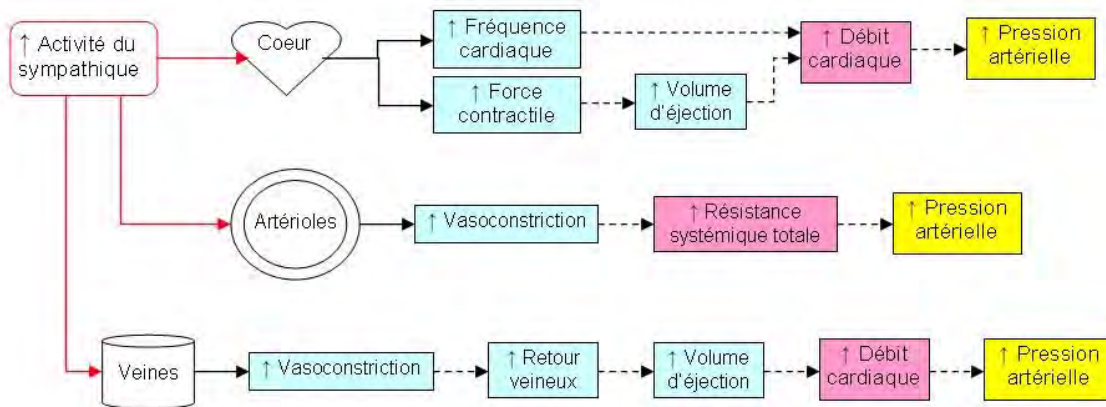 ↑ Activité du
sympathique
Coeur
↑ Fréquence
cardiaque
↑ Force
contractile
↑ Volume
d'éjection
↑ Débit
cardiaque
↑ Pression
artérielle
Artérioles
↑ Vasoconstriction
↑ Résistance
systémique totale
↑ Pression
artérielle
Veines
↑ Vasoconstriction
↑ Retour
veineux
↑ Volume
d'éjection
↑ Débit
cardiaque
↑ Pression
artérielle